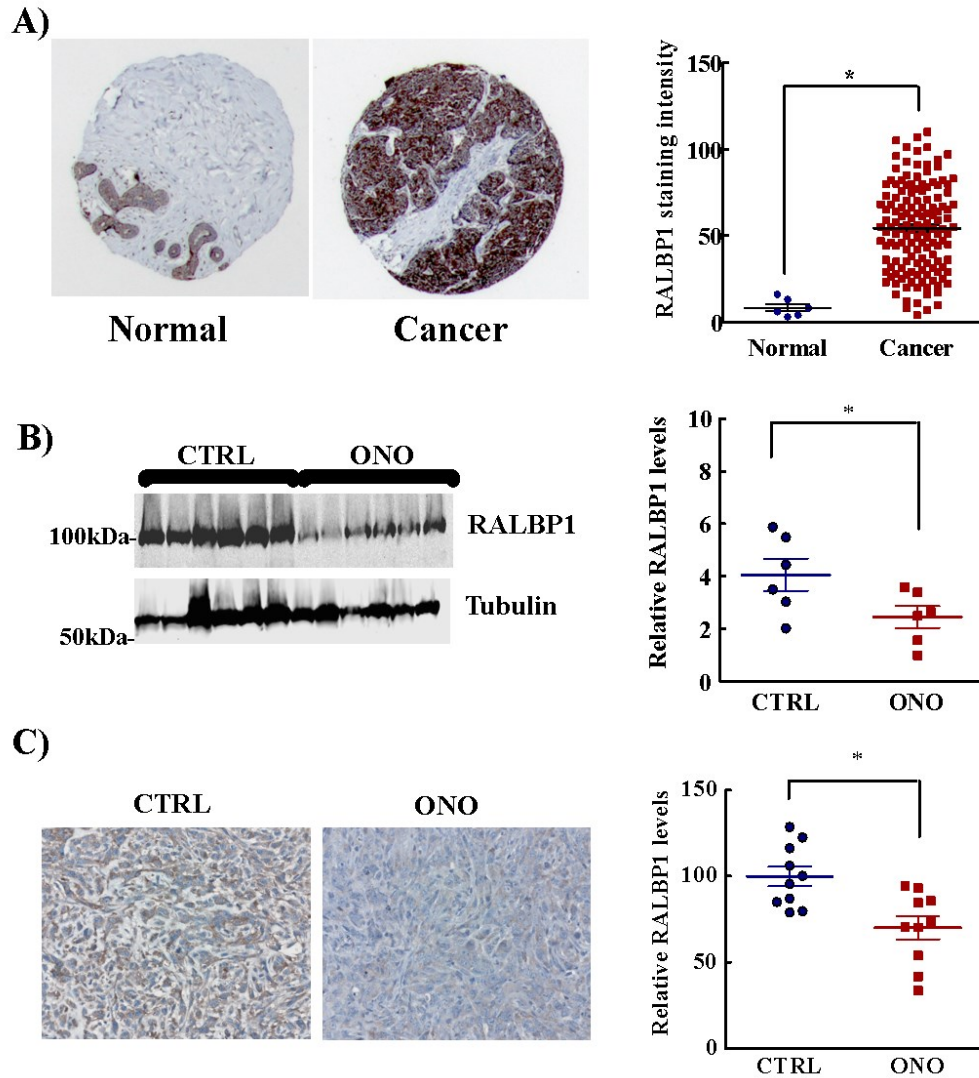 A)
Normal
Cancer
RALBP1 staining intensity
150
100
50
0
*
Normal
Cancer
B)
CTRL
ONO
100kDa-
RALBP1
50kDa-
Tubulin
Relative RALBP1 levels
10
8
6
4
2
0
*
CTRL
ONO
C)
CTRL
ONO
Relative RALBP1 levels
150
100
50
0
*
CTRL
ONO